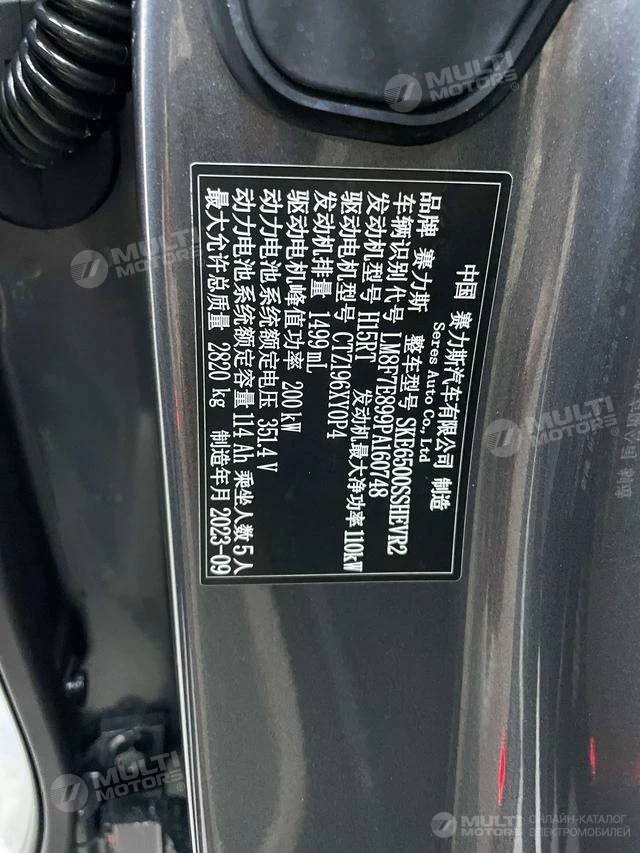 中国 赛力斯汽车有限公司 制造
Seres Auto Co., Ltd
品牌 赛力斯 整车型号 SKE6500SSHEVR2
车辆识别代号 LM8F7E899PA160748
发动机型号 H15RT 发动机最大净功率 110kW
驱动电机型号 CTZ196XY0P4
发动机排量 1499 mL
驱动电机峰值功率 200 kW
动力电池系统额定电压 351.4 V
动力电池系统额定容量 114 Ah 乘坐人数 5 人
最大允许总质量 2820 kg 制造年月 2023-09
MULTI MOTORS
MULTI MOTORS
MULTI MOTORS
MULTI MOTORS
MULTI MOTORS
MULTI MOTORS ОНЛАЙН-КАТАЛОГ ЭЛЕКТРОМОБИЛЕЙ